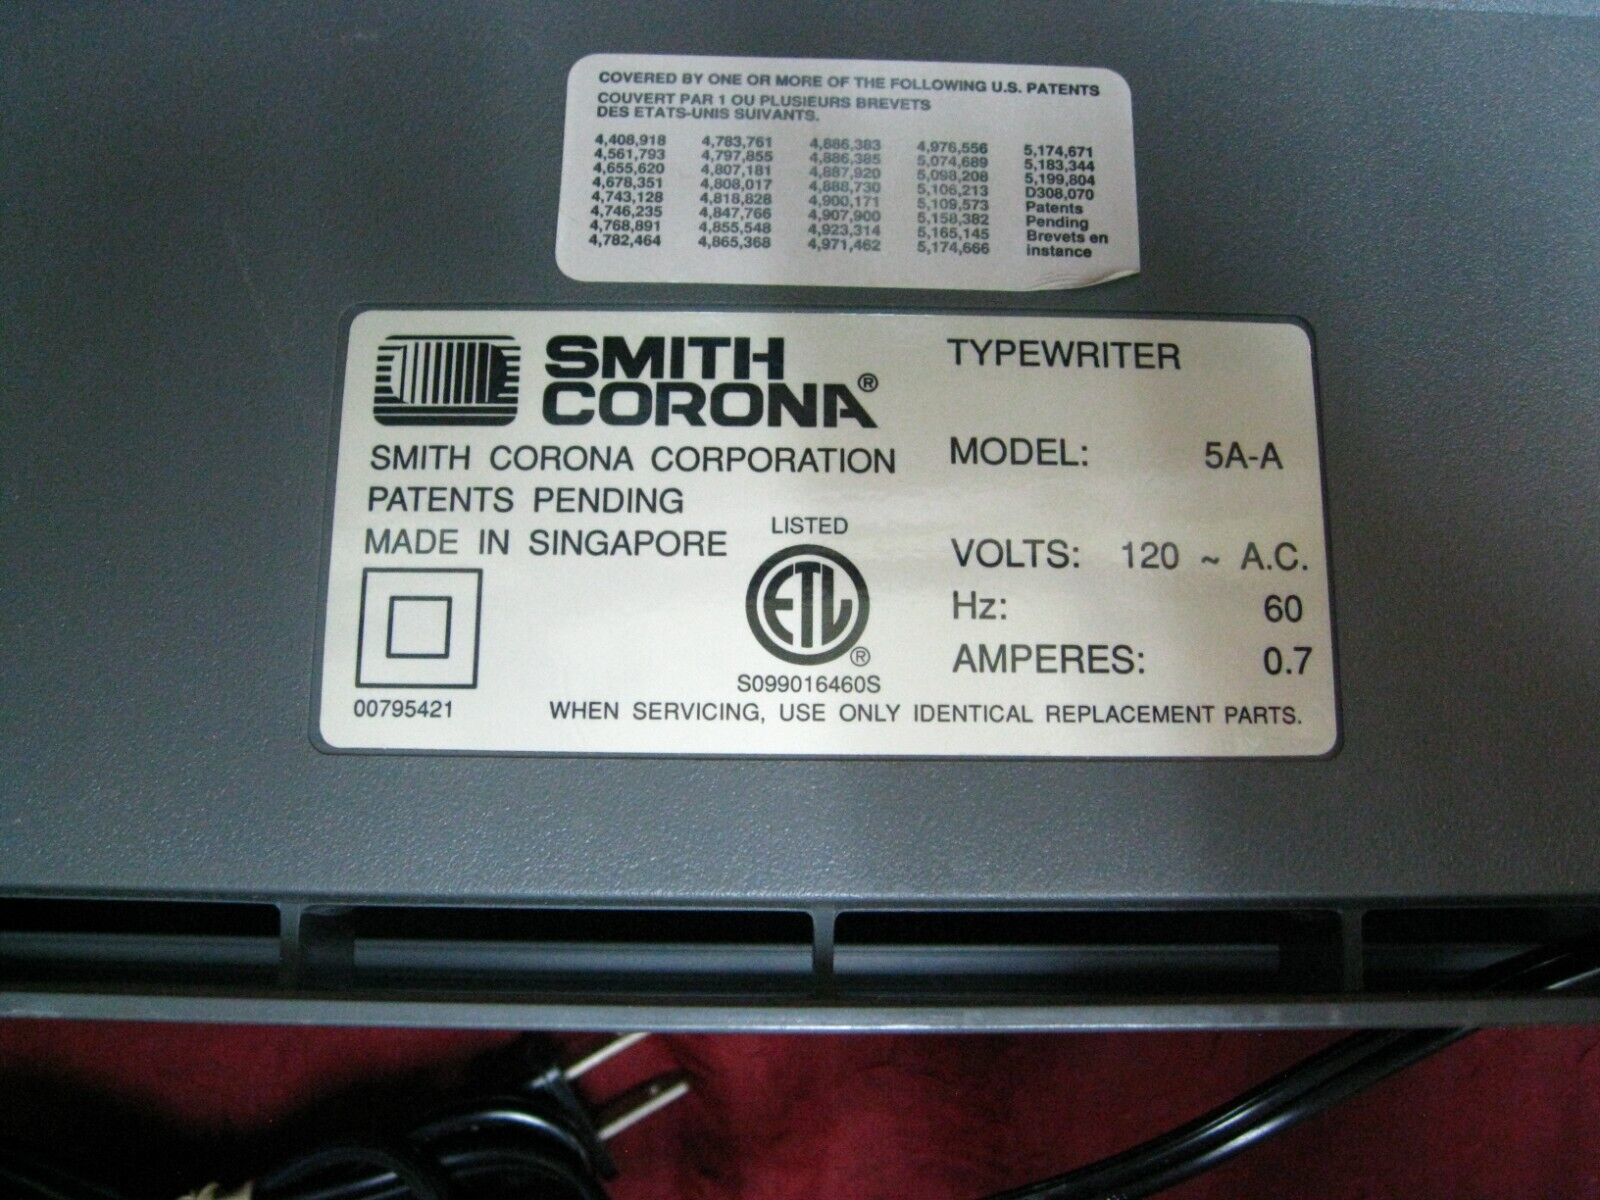 COVERED BY ONE OR MORE OF THE FOLLOWING U.S. PATENTS
COUVERT PAR 1 OU PLUSIEURS BREVETS
DES ETATS-UNIS SUIVANTS.
4,408,918 4,783,761 4,886,383 4,976,556 5,174,671
4,561,793 4,797,855 4,886,385 5,074,689 5,183,344
4,655,620 4,807,181 4,887,920 5,098,208 5,199,804
4,678,351 4,808,017 4,888,730 5,106,213 D308,070
4,743,128 4,818,828 4,900,171 5,109,573 Patents
4,746,235 4,847,766 4,907,900 5,158,382 Pending
4,768,891 4,855,548 4,923,314 5,165,145 Brevets en
4,782,464 4,865,368 4,971,462 5,174,666 instance
SMITH
CORONA®
SMITH CORONA CORPORATION
PATENTS PENDING
MADE IN SINGAPORE
00795421
LISTED
ETL®
S099016460S
TYPEWRITER
MODEL: 5A-A
VOLTS: 120 ~ A.C.
Hz: 60
AMPERES: 0.7
WHEN SERVICING, USE ONLY IDENTICAL REPLACEMENT PARTS.